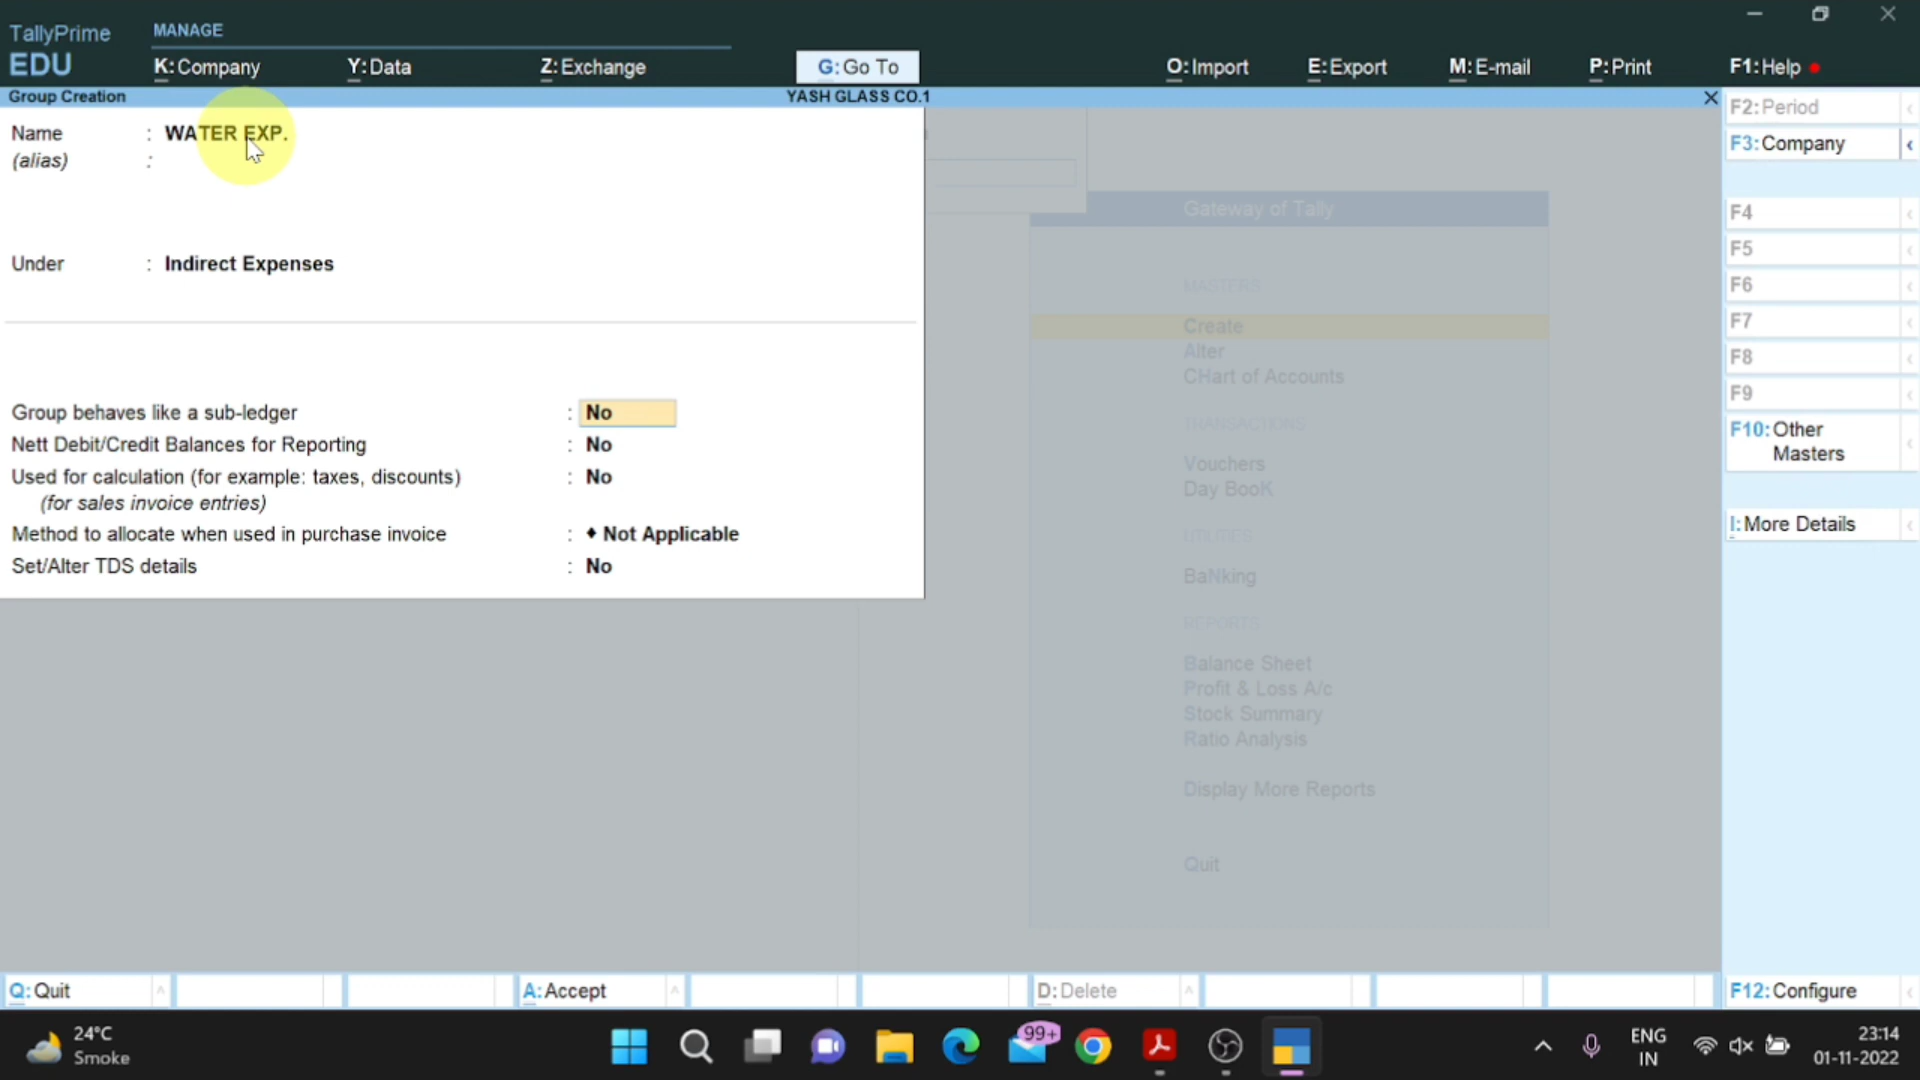 TallyPrime
EDU
MANAGE
K:Company
Y:Data
Z:Exchange
G:Go To
O:Import
E:Export
M:E-mail
P:Print
F1:Help
Group Creation
YASH GLASS CO.1
Name : WATER EXP.
(alias) :
Under : Indirect Expenses
Group behaves like a sub-ledger : No
Nett Debit/Credit Balances for Reporting : No
Used for calculation (for example: taxes, discounts) : No
(for sales invoice entries)
Method to allocate when used in purchase invoice : ♦ Not Applicable
Set/Alter TDS details : No
Gateway of Tally
MASTERS
Create
Alter
CHart of Accounts
TRANSACTIONS
Vouchers
Day BooK
UTILITIES
BaNking
REPORTS
Balance Sheet
Profit & Loss A/c
Stock Summary
Ratio Analysis
Display More Reports
Quit
F2:Period
F3:Company
F4
F5
F6
F7
F8
F9
F10:Other
Masters
I:More Details
F12:Configure
Q:Quit
A:Accept
D:Delete
24°C
Smoke
99+
ENG
IN
23:14
01-11-2022